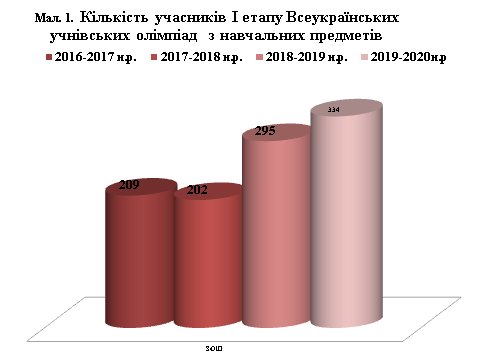 Мал. 1. Кількість учасників І етапу Всеукраїнських
учнівських олімпіад з навчальних предметів
2016-2017 н.р. 2017-2018 н.р. 2018-2019 н.р. 2019-2020н.р
334
295
209
202
ЗОШ